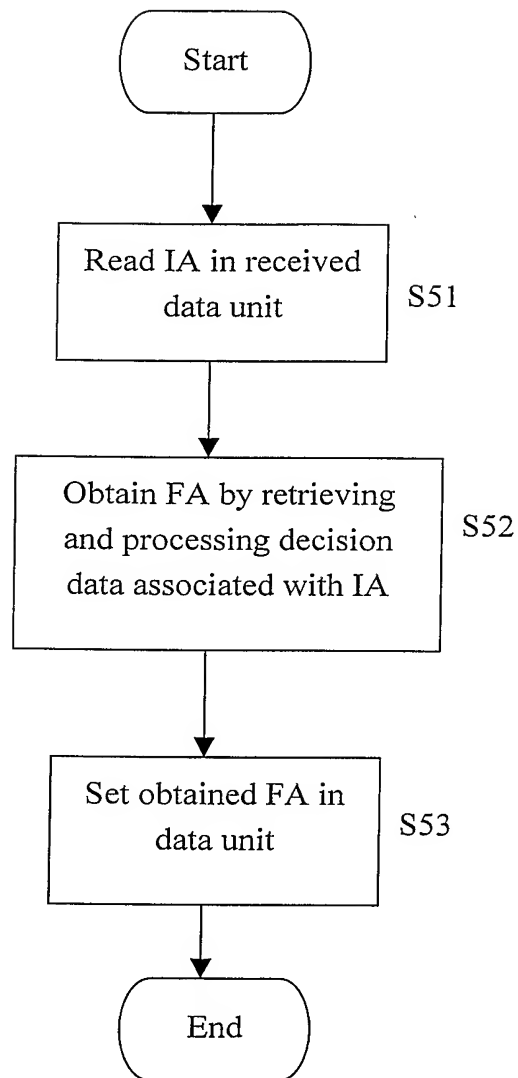 Start
Read IA in received
data unit
S51
Obtain FA by retrieving
and processing decision
data associated with IA
S52
Set obtained FA in
data unit
S53
End